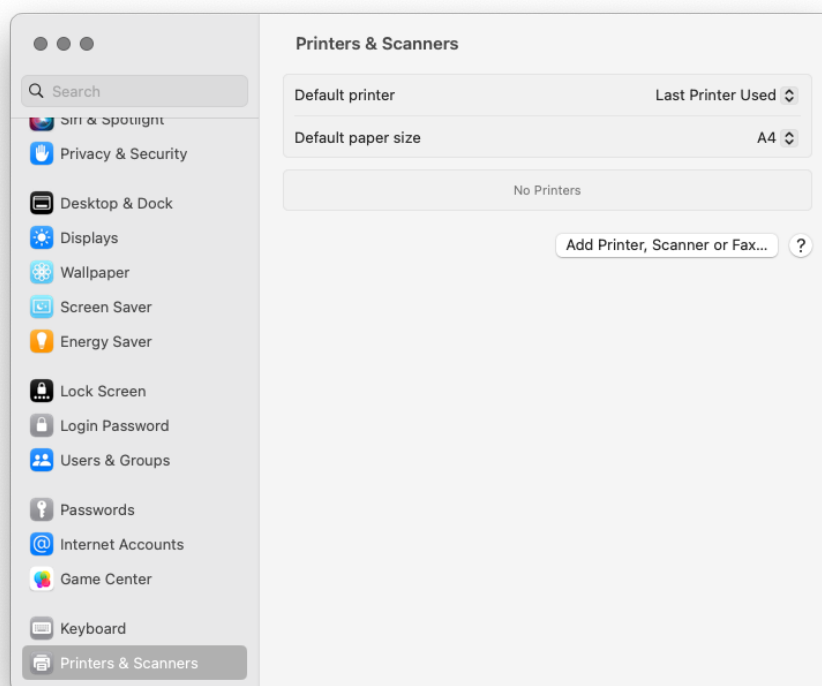 Search
Siri & Spotlight
Privacy & Security
Desktop & Dock
Displays
Wallpaper
Screen Saver
Energy Saver
Lock Screen
Login Password
Users & Groups
Passwords
Internet Accounts
Game Center
Keyboard
Printers & Scanners
Printers & Scanners
Default printer Last Printer Used
Default paper size A4
No Printers
Add Printer, Scanner or Fax... ?